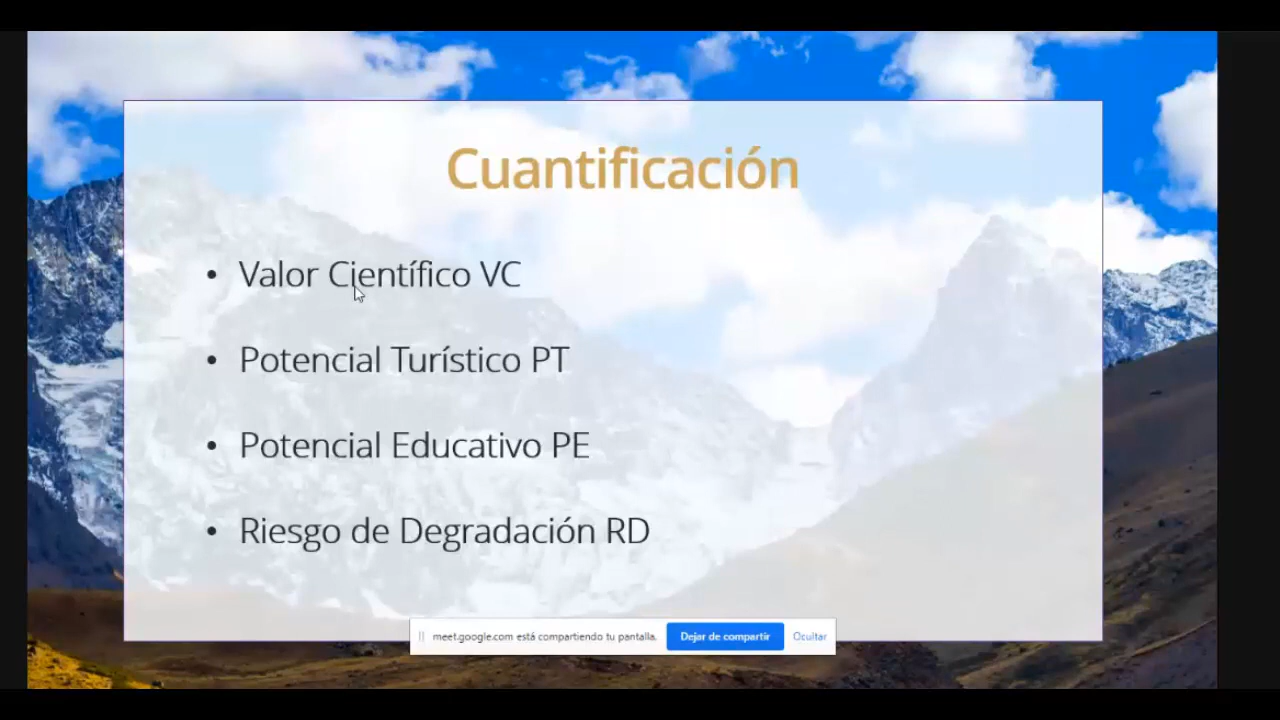 Cuantificación
• Valor Científico VC
• Potencial Turístico PT
• Potencial Educativo PE
• Riesgo de Degradación RD
meet.google.com está compartiendo tu pantalla. Dejar de compartir Ocultar